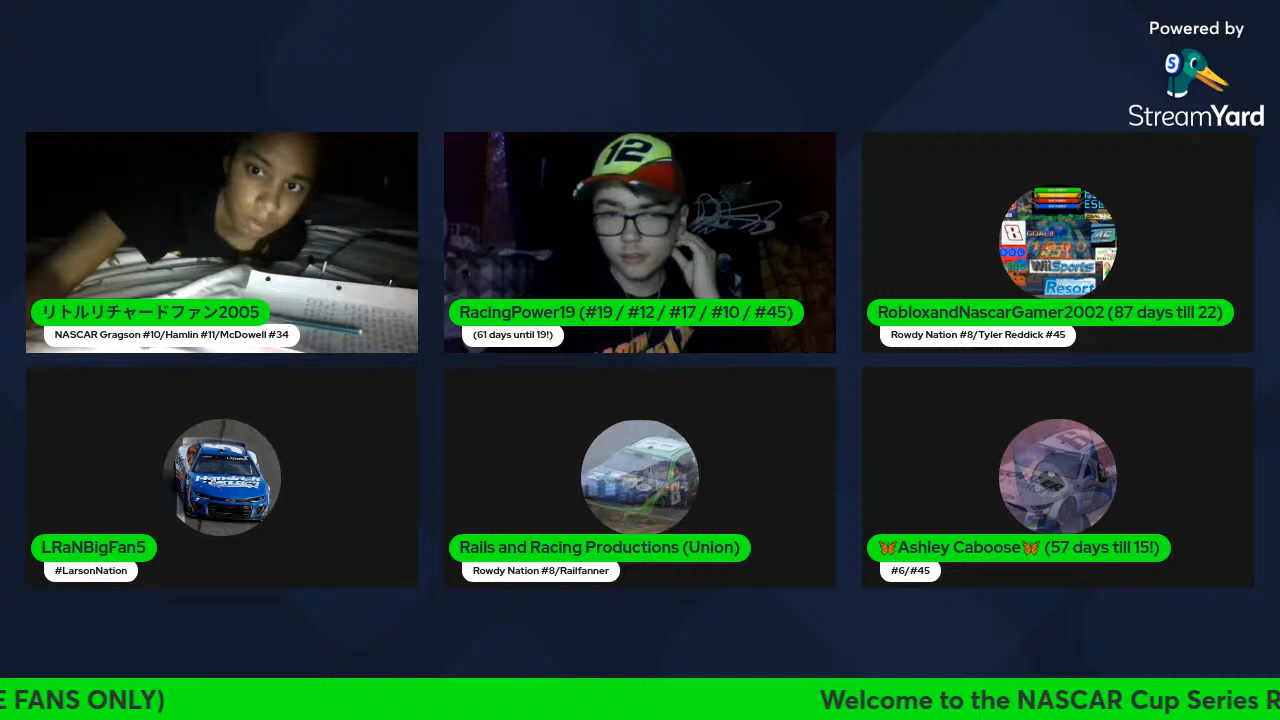 Powered by
StreamYard
リトルリチャードファン2005
NASCAR Gragson #10/Hamlin #11/McDowell #34
12
RacingPower19 (#19 / #12 / #17 / #10 / #45)
(61 days until 19!)
WilSports
Resort
RobloxandNascarGamer2002 (87 days till 22)
Rowdy Nation #8/Tyler Reddick #45
LRaNBigFan5
#LarsonNation
Rails and Racing Productions (Union)
Rowdy Nation #8/Railfanner
🦋Ashley Caboose🦋 (57 days till 15!)
#6/#45
E FANS ONLY)
Welcome to the NASCAR Cup Series R